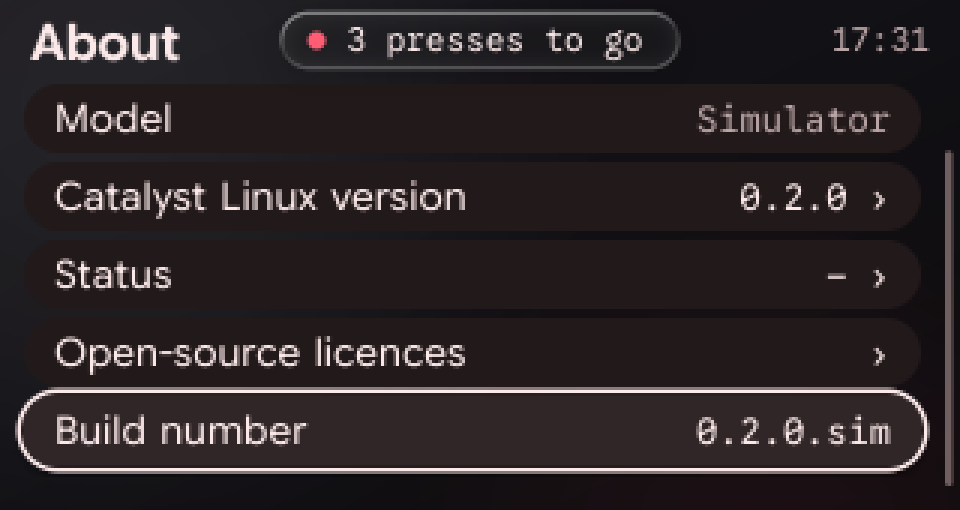 About
3 presses to go
17:31
Model Simulator
Catalyst Linux version 0.2.0 ›
Status – ›
Open-source licences ›
Build number 0.2.0.sim